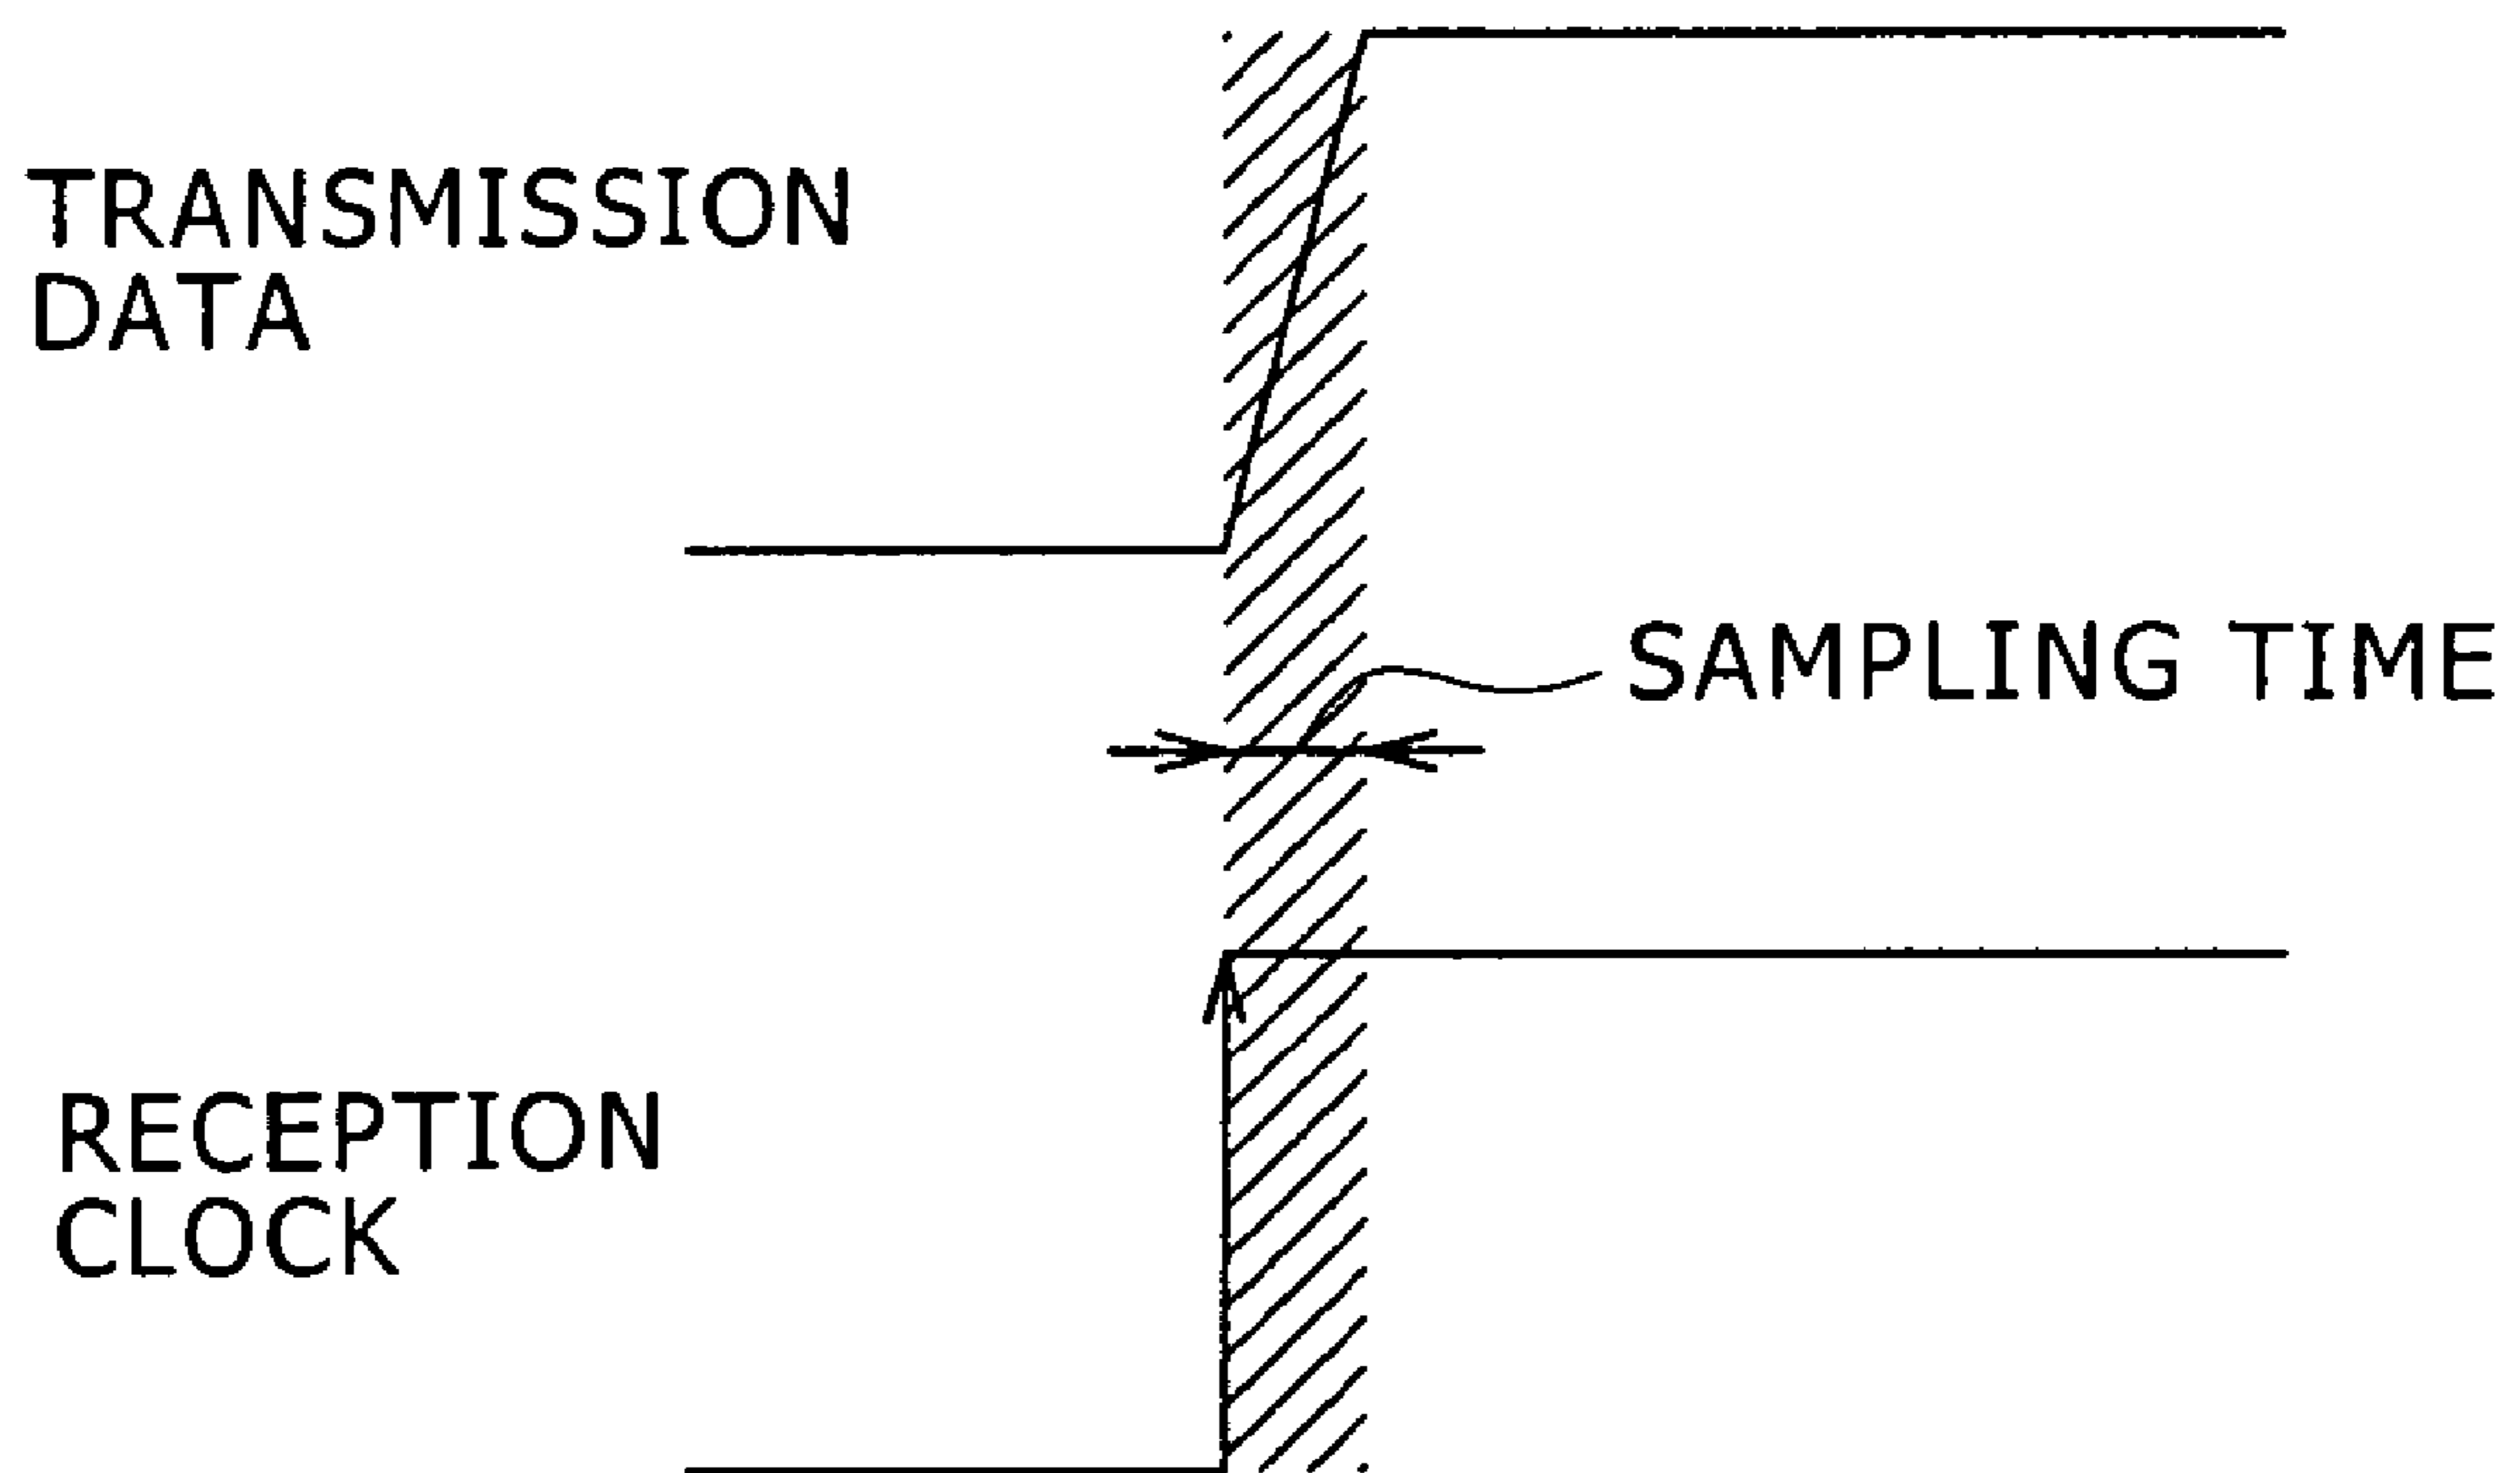 TRANSMISSION
DATA
SAMPLING TIME
RECEPTION
CLOCK